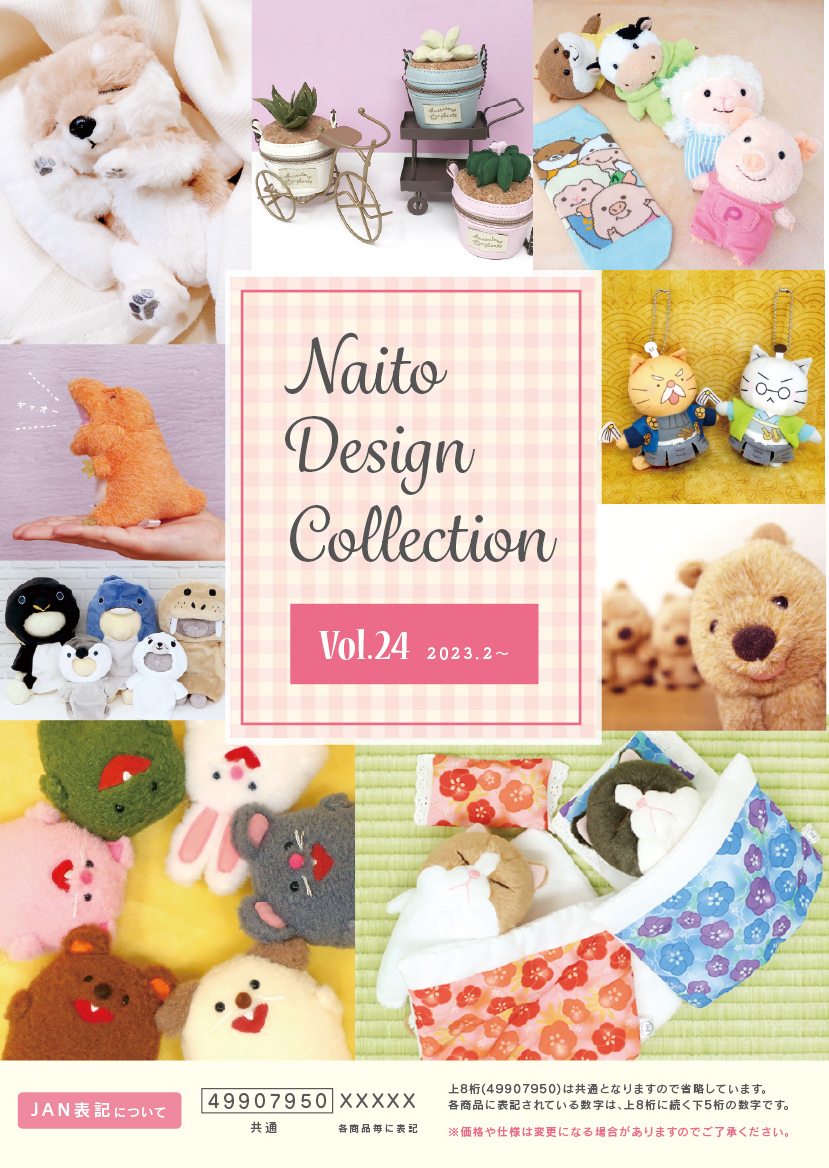 キャオー
Naito
Design
Collection
Vol.24 2023.2〜
P
JAN表記について
49907950 XXXXX
共通
各商品毎に表記
上8桁(49907950)は共通となりますので省略しています。
各商品に表記されている数字は、上8桁に続く下5桁の数字です。
※価格や仕様は変更になる場合がありますのでご了承ください。